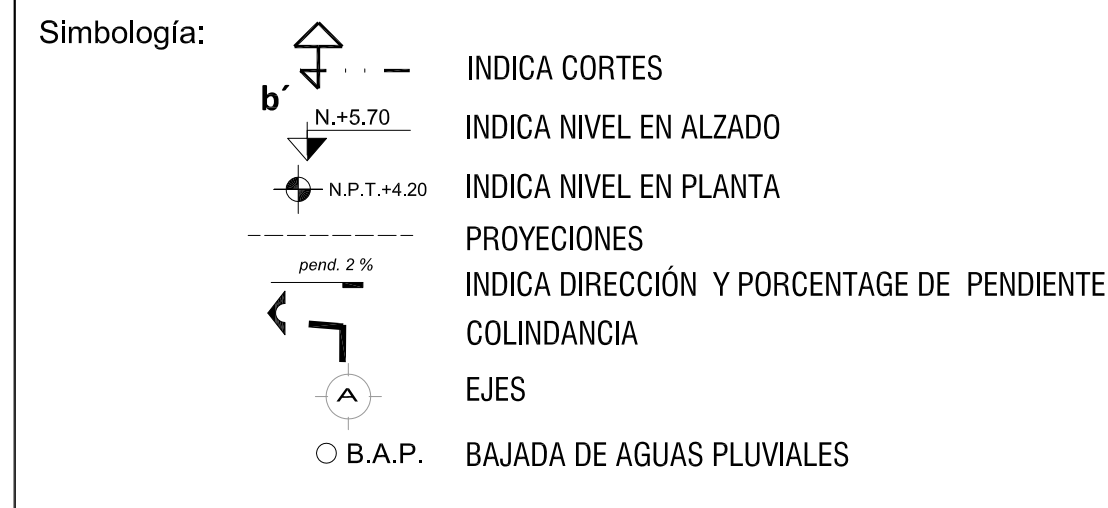 Simbología:
INDICA CORTES
b´
N.+5.70 INDICA NIVEL EN ALZADO
N.P.T.+4.20 INDICA NIVEL EN PLANTA
PROYECIONES
pend. 2 % INDICA DIRECCIÓN Y PORCENTAGE DE PENDIENTE
COLINDANCIA
A EJES
B.A.P. BAJADA DE AGUAS PLUVIALES